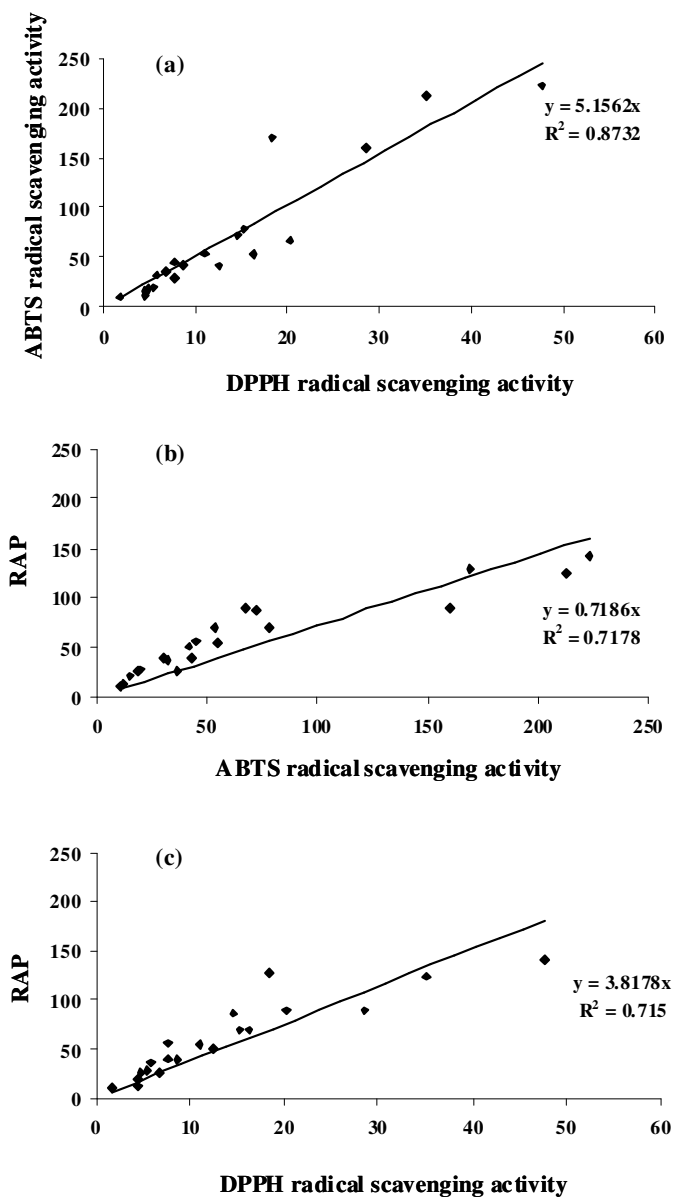 (a)
ABTS radical scavenging activity
250
200
150
100
50
0
y = 5.1562x
R² = 0.8732
0 10 20 30 40 50 60
DPPH radical scavenging activity
(b)
RAP
250
200
150
100
50
0
y = 0.7186x
R² = 0.7178
0 50 100 150 200 250
ABTS radical scavenging activity
(c)
RAP
250
200
150
100
50
0
y = 3.8178x
R² = 0.715
0 10 20 30 40 50 60
DPPH radical scavenging activity